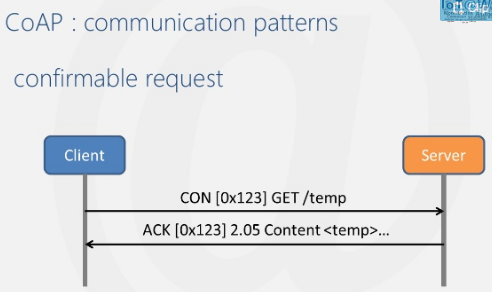 CoAP : communication patterns
confirmable request
Client
Server
CON [0x123] GET /temp
ACK [0x123] 2.05 Content <temp>...